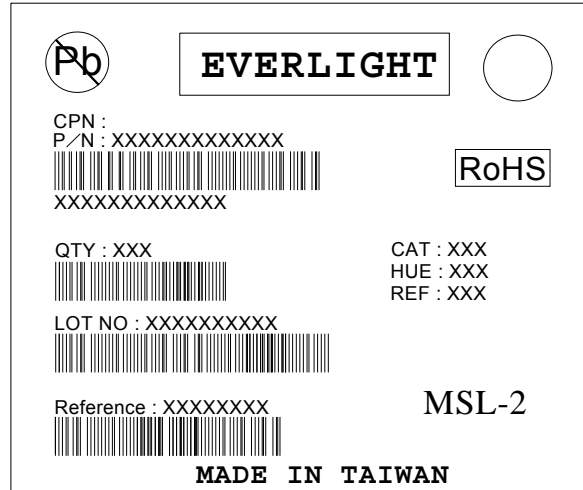 Pb
EVERLIGHT
CPN :
P/N : XXXXXXXXXXXXX
RoHS
XXXXXXXXXXXXX
QTY : XXX
CAT : XXX
HUE : XXX
REF : XXX
LOT NO : XXXXXXXXXX
Reference : XXXXXXXX
MSL-2
MADE IN TAIWAN